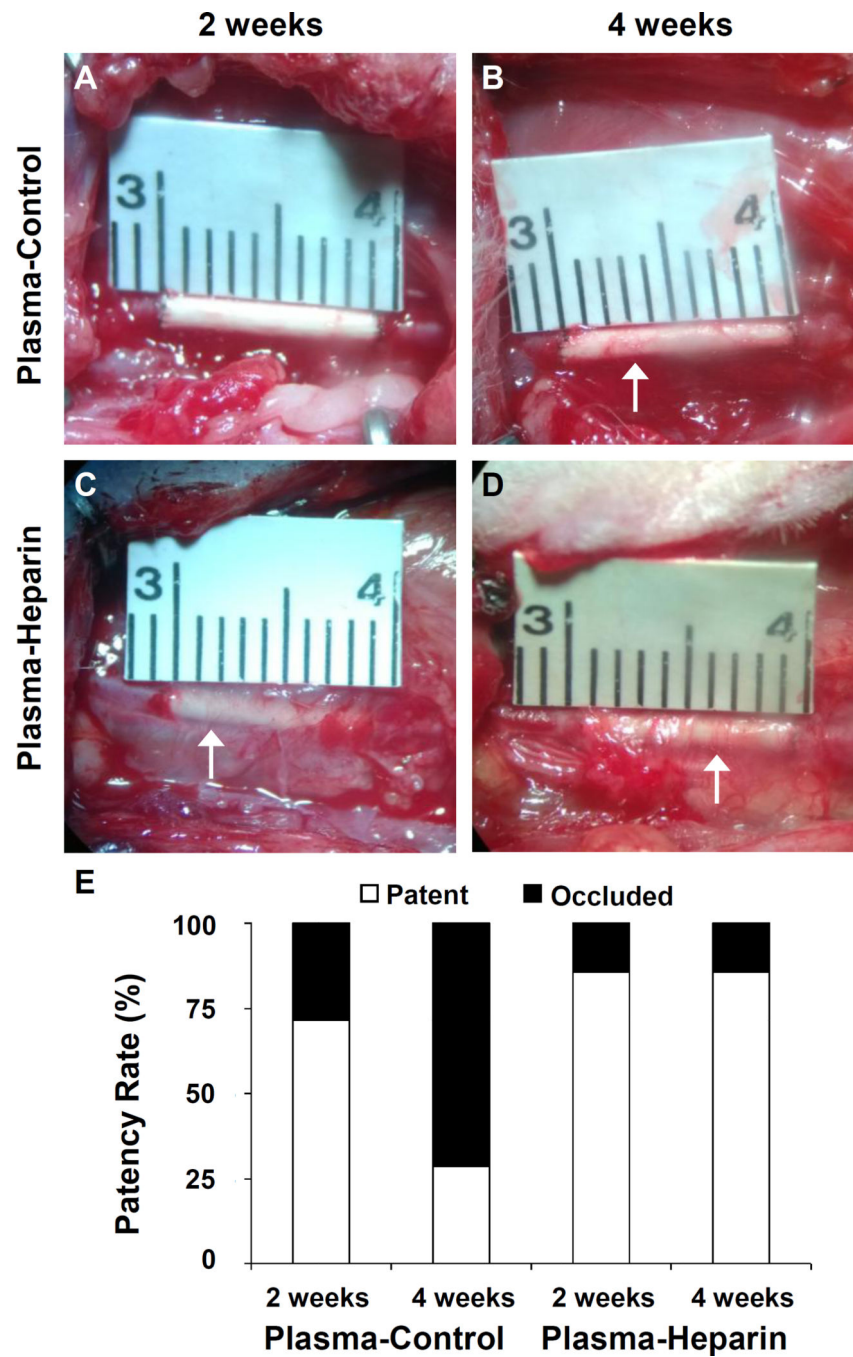 2 weeks 4 weeks
Plasma-Control
A
3 4
B
3 4
Plasma-Heparin
C
3 4
D
3 4
E
Patent Occluded
Patency Rate (%)
100
75
50
25
0
2 weeks 4 weeks 2 weeks 4 weeks
Plasma-Control Plasma-Heparin